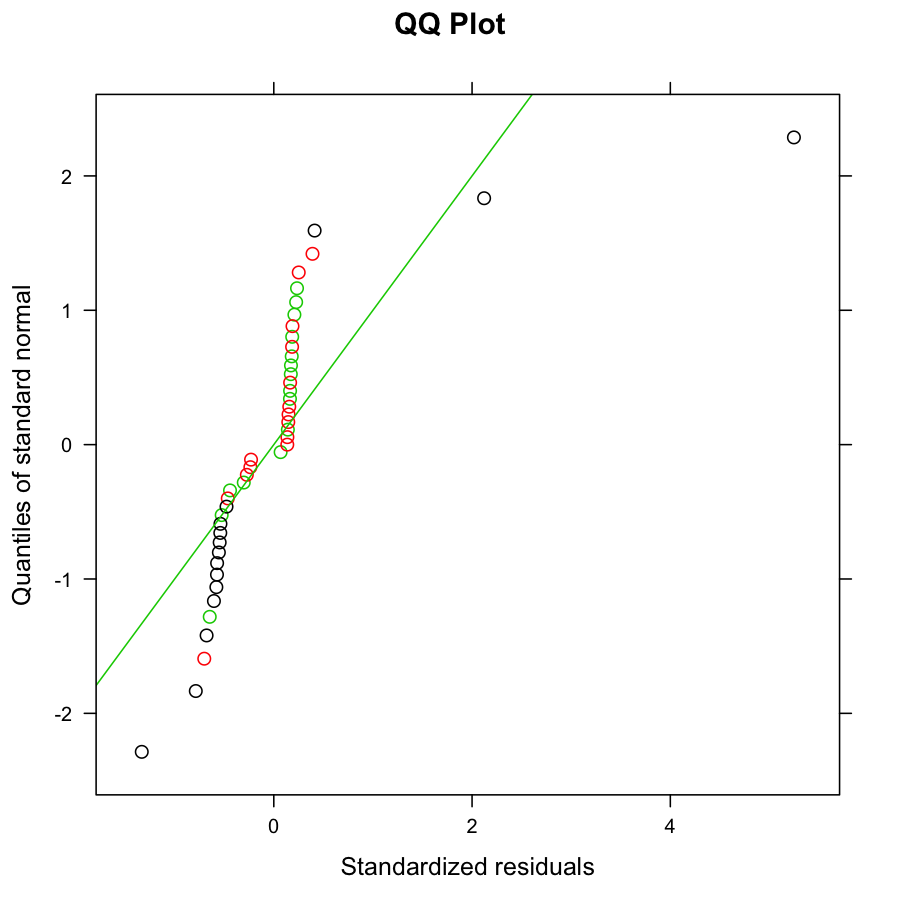 QQ Plot
Quantiles of standard normal
2
1
0
-1
-2
0 2 4
Standardized residuals